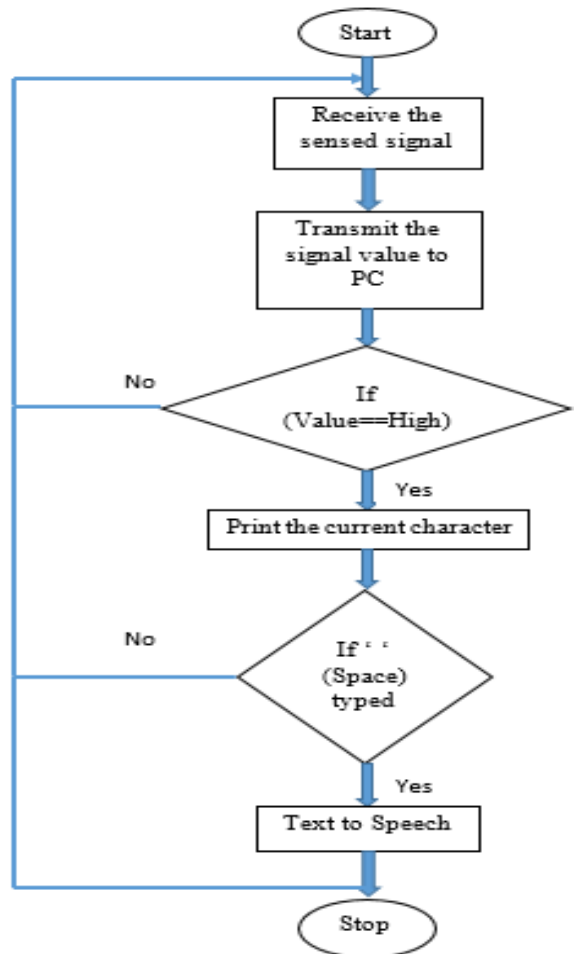 Start
Receive the
sensed signal
Transmit the
signal value to
PC
No
If
(Value==High)
Yes
Print the current character
No
If ‘ ‘
(Space)
typed
Yes
Text to Speech
Stop